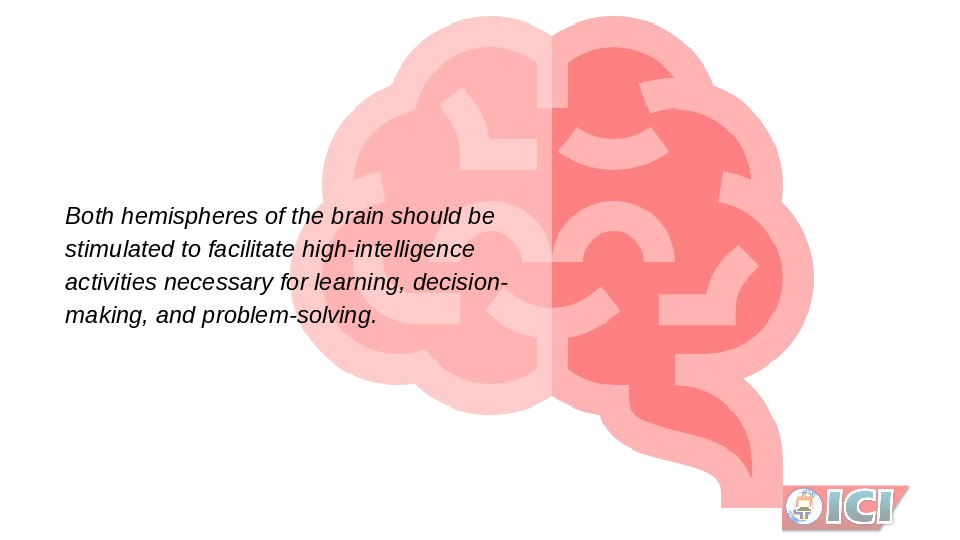 Both hemispheres of the brain should be
stimulated to facilitate high-intelligence
activities necessary for learning, decision-
making, and problem-solving.
ICI